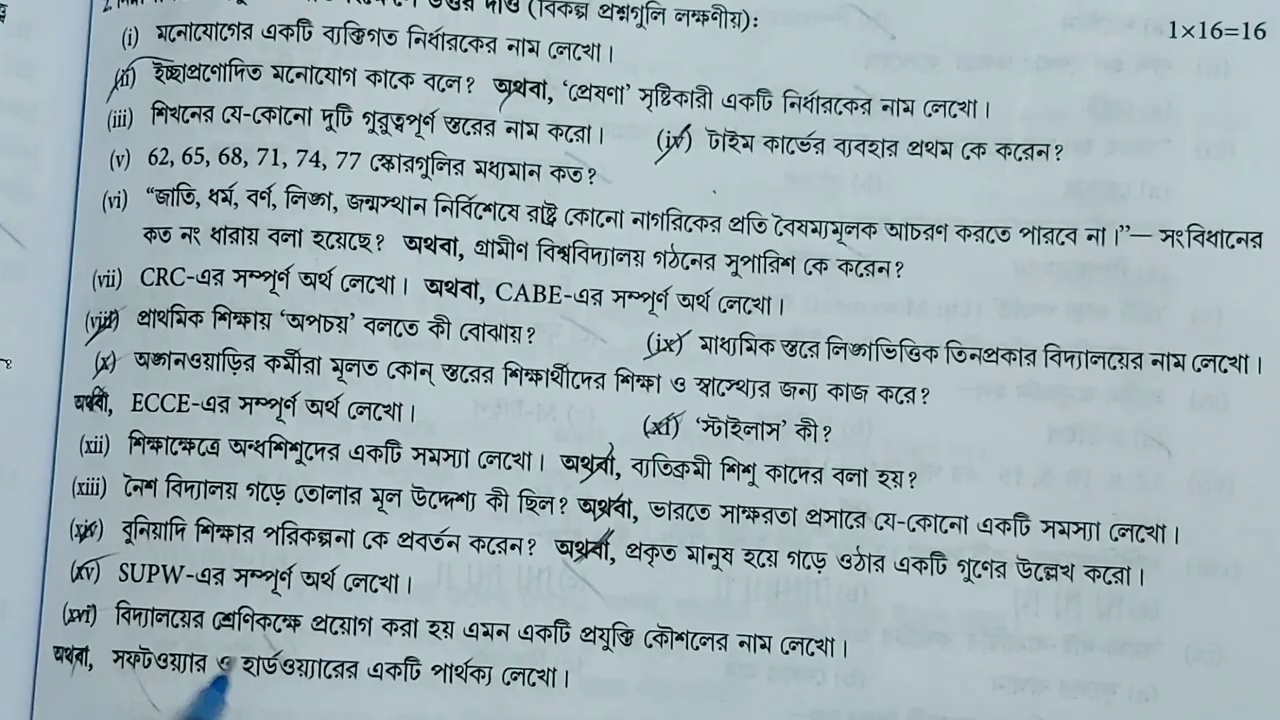 উত্তর দাও (বিকল্প প্রশ্নগুলি লক্ষণীয়):
1×16=16
(i) মনোযোগের একটি ব্যক্তিগত নির্ধারকের নাম লেখো।
(ii) ইচ্ছাপ্রণোদিত মনোযোগ কাকে বলে? অথবা, ‘প্রেষণা’ সৃষ্টিকারী একটি নির্ধারকের নাম লেখো।
(iii) শিখনের যে-কোনো দুটি গুরুত্বপূর্ণ স্তরের নাম করো। (iv) টাইম কার্ভের ব্যবহার প্রথম কে করেন?
(v) 62, 65, 68, 71, 74, 77 স্কোরগুলির মধ্যমান কত?
(vi) “জাতি, ধর্ম, বর্ণ, লিঙ্গ, জন্মস্থান নির্বিশেষে রাষ্ট্র কোনো নাগরিকের প্রতি বৈষম্যমূলক আচরণ করতে পারবে না।”— সংবিধানের
কত নং ধারায় বলা হয়েছে? অথবা, গ্রামীণ বিশ্ববিদ্যালয় গঠনের সুপারিশ কে করেন?
(vii) CRC-এর সম্পূর্ণ অর্থ লেখো। অথবা, CABE-এর সম্পূর্ণ অর্থ লেখো।
(viii) প্রাথমিক শিক্ষায় ‘অপচয়’ বলতে কী বোঝায়? (ix) মাধ্যমিক স্তরে লিঙ্গভিত্তিক তিনপ্রকার বিদ্যালয়ের নাম লেখো।
(x) অঙ্গনওয়াড়ির কর্মীরা মূলত কোন্ স্তরের শিক্ষার্থীদের শিক্ষা ও স্বাস্থ্যের জন্য কাজ করে?
অথবা, ECCE-এর সম্পূর্ণ অর্থ লেখো। (xi) ‘স্টাইলাস’ কী?
(xii) শিক্ষাক্ষেত্রে অন্ধশিশুদের একটি সমস্যা লেখো। অথবা, ব্যতিক্রমী শিশু কাদের বলা হয়?
(xiii) নৈশ বিদ্যালয় গড়ে তোলার মূল উদ্দেশ্য কী ছিল? অথবা, ভারতে সাক্ষরতা প্রসারে যে-কোনো একটি সমস্যা লেখো।
(xiv) বুনিয়াদি শিক্ষার পরিকল্পনা কে প্রবর্তন করেন? অথবা, প্রকৃত মানুষ হয়ে গড়ে ওঠার একটি গুণের উল্লেখ করো।
(xv) SUPW-এর সম্পূর্ণ অর্থ লেখো।
(xvi) বিদ্যালয়ের শ্রেণিকক্ষে প্রয়োগ করা হয় এমন একটি প্রযুক্তি কৌশলের নাম লেখো।
অথবা, সফটওয়্যার ও হার্ডওয়্যারের একটি পার্থক্য লেখো।